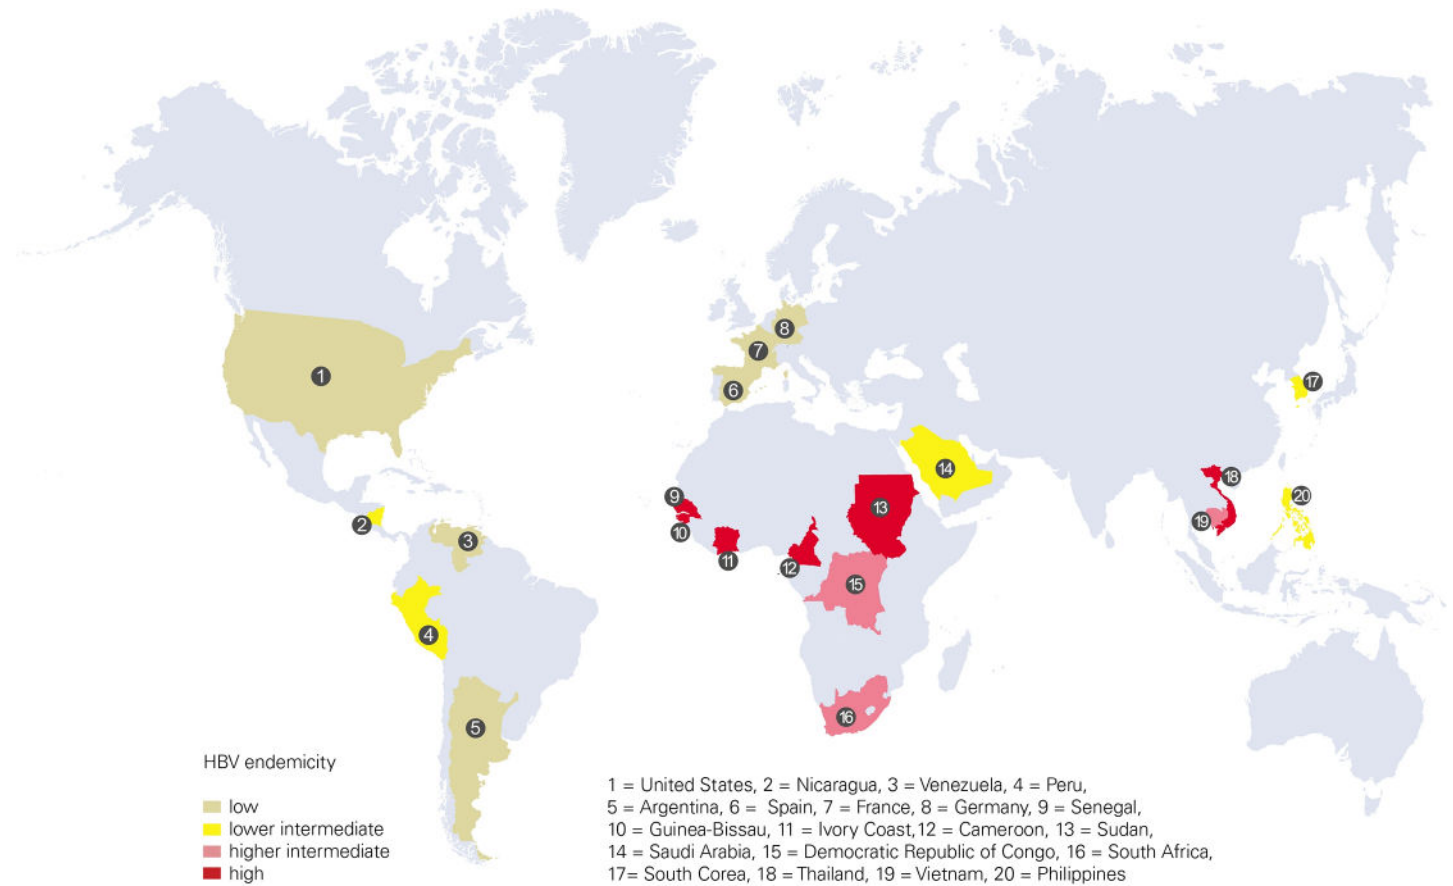 1
2
3
4
5
6
7
8
9
10
11
12
13
14
15
16
17
18
19
20
HBV endemicity
low
lower intermediate
higher intermediate
high
1 = United States, 2 = Nicaragua, 3 = Venezuela, 4 = Peru,
5 = Argentina, 6 = Spain, 7 = France, 8 = Germany, 9 = Senegal,
10 = Guinea-Bissau, 11 = Ivory Coast,12 = Cameroon, 13 = Sudan,
14 = Saudi Arabia, 15 = Democratic Republic of Congo, 16 = South Africa,
17= South Corea, 18 = Thailand, 19 = Vietnam, 20 = Philippines